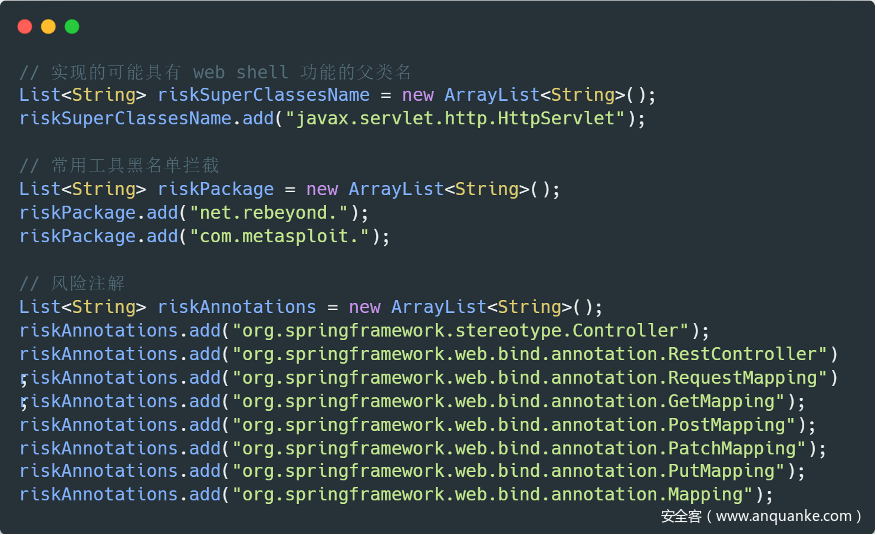 // 实现的可能具有 web shell 功能的父类名
List<String> riskSuperClassesName = new ArrayList<String>();
riskSuperClassesName.add("javax.servlet.http.HttpServlet");
// 常用工具黑名单拦截
List<String> riskPackage = new ArrayList<String>();
riskPackage.add("net.rebeyond.");
riskPackage.add("com.metasploit.");
// 风险注解
List<String> riskAnnotations = new ArrayList<String>();
riskAnnotations.add("org.springframework.stereotype.Controller");
riskAnnotations.add("org.springframework.web.bind.annotation.RestController")
;
riskAnnotations.add("org.springframework.web.bind.annotation.RequestMapping")
;
riskAnnotations.add("org.springframework.web.bind.annotation.GetMapping");
riskAnnotations.add("org.springframework.web.bind.annotation.PostMapping");
riskAnnotations.add("org.springframework.web.bind.annotation.PatchMapping");
riskAnnotations.add("org.springframework.web.bind.annotation.PutMapping");
riskAnnotations.add("org.springframework.web.bind.annotation.Mapping");
安全客（www.anquanke.com）